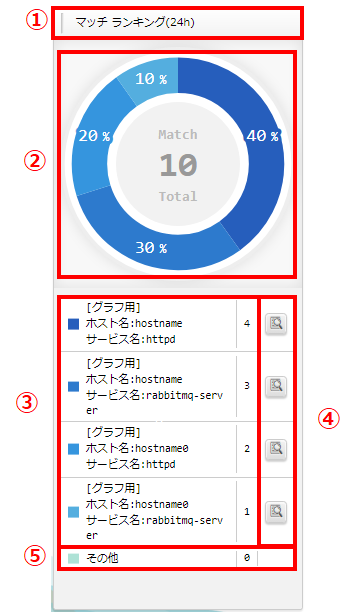 ① マッチ ランキング(24h)
②
10 %
20 %
40 %
30 %
Match
10
Total
③
④
[グラフ用]
ホスト名:hostname
サービス名:httpd
4
[グラフ用]
ホスト名:hostname
サービス名:rabbitmq-serv
er
3
[グラフ用]
ホスト名:hostname0
サービス名:httpd
2
[グラフ用]
ホスト名:hostname0
サービス名:rabbitmq-serv
er
1
⑤ その他 0